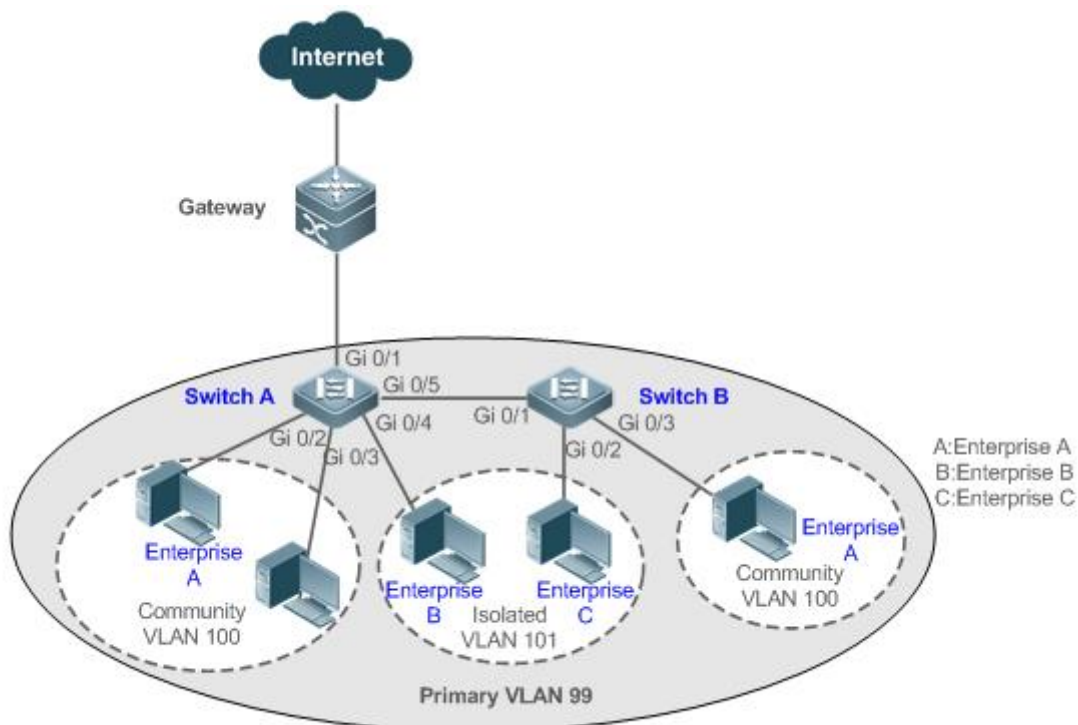 Internet
Gateway
Gi 0/1
Switch A
Gi 0/5
Switch B
Gi 0/2
Gi 0/4
Gi 0/1
Gi 0/3
Gi 0/3
Gi 0/2
A:Enterprise A
B:Enterprise B
C:Enterprise C
Enterprise
A
Community
VLAN 100
Enterprise
B
Isolated
VLAN 101
Enterprise
C
Enterprise
A
Community
VLAN 100
Primary VLAN 99